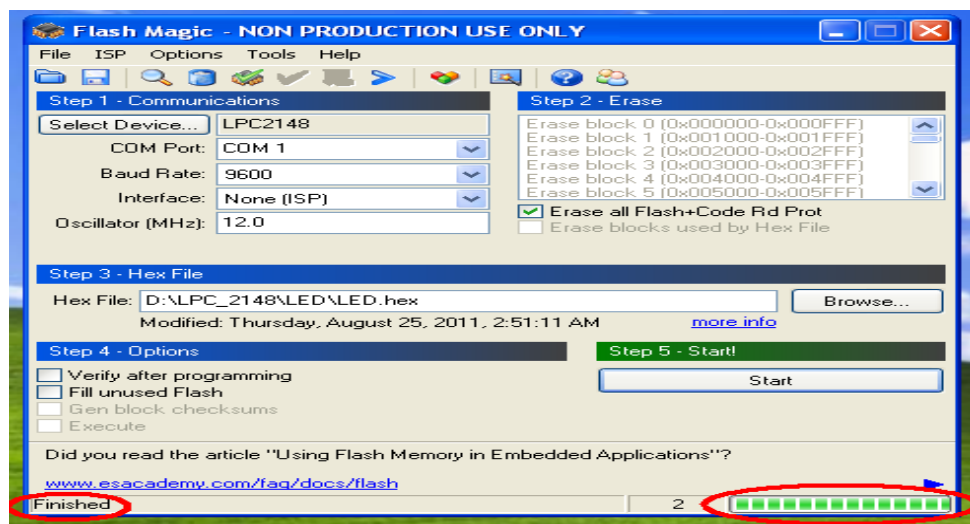 Flash Magic - NON PRODUCTION USE ONLY
File ISP Options Tools Help
Step 1 - Communications
Select Device... LPC2148
COM Port: COM 1
Baud Rate: 9600
Interface: None (ISP)
Oscillator (MHz): 12.0
Step 2 - Erase
Erase block 0 (0x000000-0x000FFF)
Erase block 1 (0x001000-0x001FFF)
Erase block 2 (0x002000-0x002FFF)
Erase block 3 (0x003000-0x003FFF)
Erase block 4 (0x004000-0x004FFF)
Erase block 5 (0x005000-0x005FFF)
Erase all Flash+Code Rd Prot
Erase blocks used by Hex File
Step 3 - Hex File
Hex File: D:\LPC_2148\LED\LED.hex Browse...
Modified: Thursday, August 25, 2011, 2:51:11 AM more info
Step 4 - Options
Verify after programming
Fill unused Flash
Gen block checksums
Execute
Step 5 - Start!
Start
Did you read the article "Using Flash Memory in Embedded Applications"?
www.esacademy.com/faq/docs/flash
Finished 2